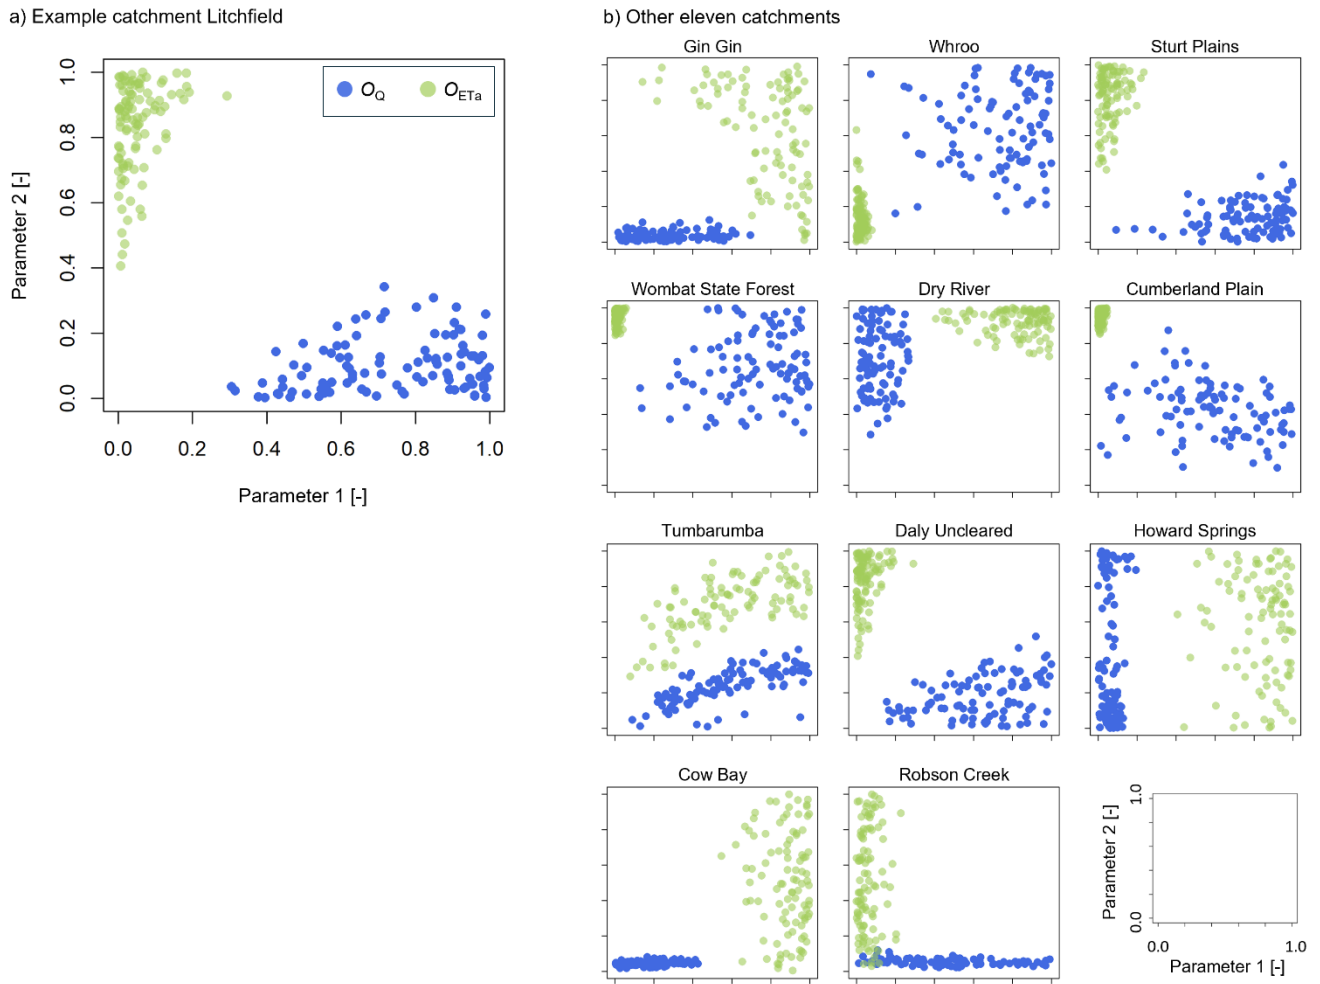 a) Example catchment Litchfield
O_Q O_ETa
1.0
0.8
0.6
0.4
0.2
0.0
Parameter 2 [-]
0.0 0.2 0.4 0.6 0.8 1.0
Parameter 1 [-]
b) Other eleven catchments
Gin Gin Whroo Sturt Plains
Wombat State Forest Dry River Cumberland Plain
Tumbarumba Daly Uncleared Howard Springs
Cow Bay Robson Creek
1.0
0.0
Parameter 2 [-]
0.0 1.0
Parameter 1 [-]